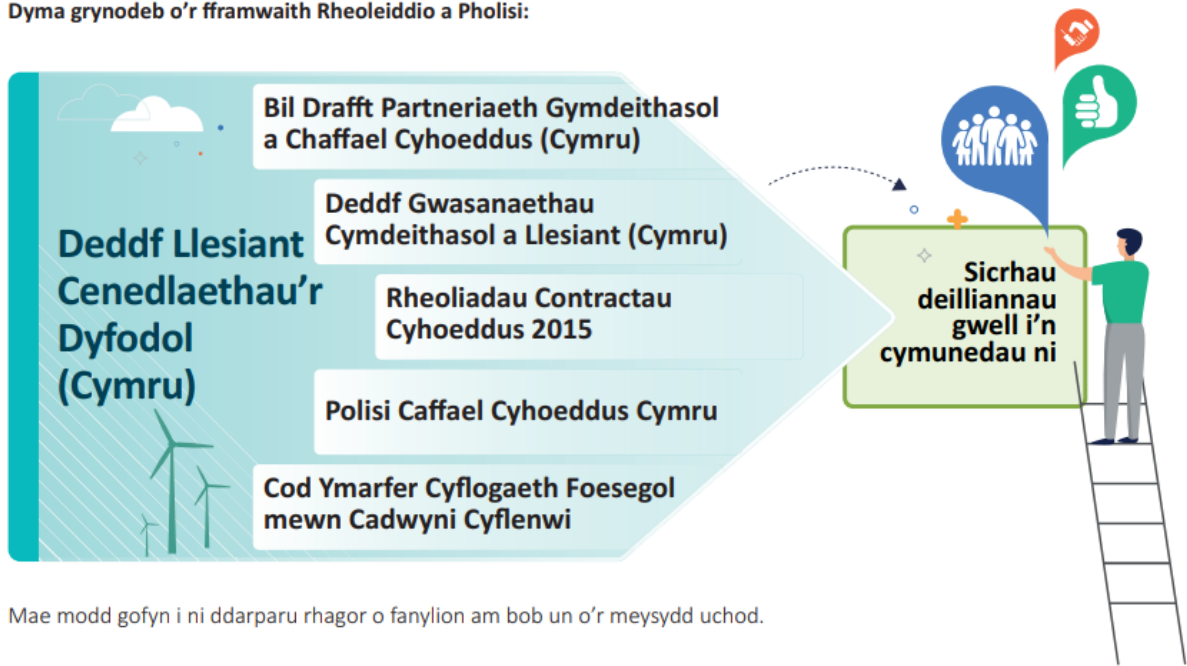 Dyma grynodeb o’r fframwaith Rheoleiddio a Pholisi:
Deddf Llesiant
Cenedlaethau’r
Dyfodol
(Cymru)
Bil Drafft Partneriaeth Gymdeithasol
a Chaffael Cyhoeddus (Cymru)
Deddf Gwasanaethau
Cymdeithasol a Llesiant (Cymru)
Rheoliadau Contractau
Cyhoeddus 2015
Polisi Caffael Cyhoeddus Cymru
Cod Ymarfer Cyflogaeth Foesegol
mewn Cadwyni Cyflenwi
Sicrhau
deilliannau
gwell i’n
cymunedau ni
Mae modd gofyn i ni ddarparu rhagor o fanylion am bob un o’r meysydd uchod.